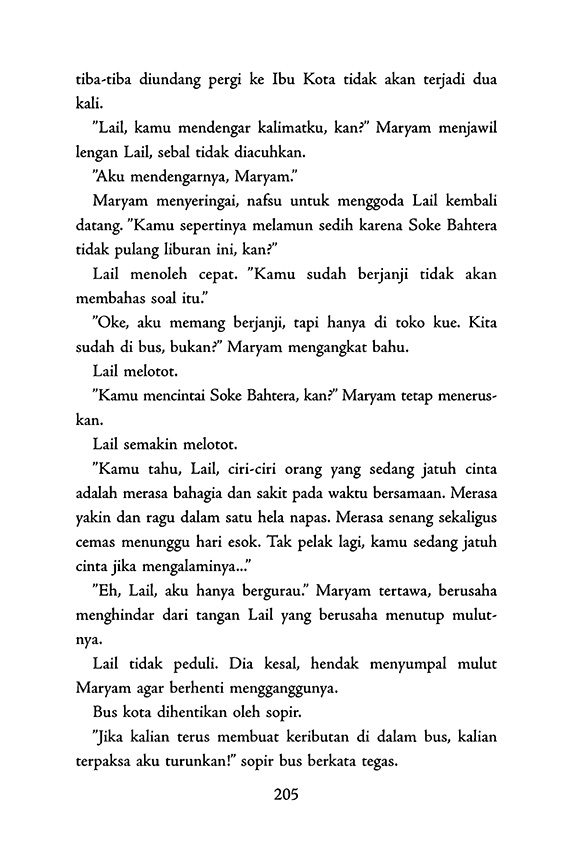 tiba-tiba diundang pergi ke Ibu Kota tidak akan terjadi dua
kali.
”Lail, kamu mendengar kalimatku, kan?” Maryam menjawil
lengan Lail, sebal tidak diacuhkan.
”Aku mendengarnya, Maryam.”
Maryam menyeringai, nafsu untuk menggoda Lail kembali
datang. ”Kamu sepertinya melamun sedih karena Soke Bahtera
tidak pulang liburan ini, kan?”
Lail menoleh cepat. ”Kamu sudah berjanji tidak akan
membahas soal itu.”
”Oke, aku memang berjanji, tapi hanya di toko kue. Kita
sudah di bus, bukan?” Maryam mengangkat bahu.
Lail melotot.
”Kamu mencintai Soke Bahtera, kan?” Maryam tetap menerus-
kan.
Lail semakin melotot.
”Kamu tahu, Lail, ciri-ciri orang yang sedang jatuh cinta
adalah merasa bahagia dan sakit pada waktu bersamaan. Merasa
yakin dan ragu dalam satu hela napas. Merasa senang sekaligus
cemas menunggu hari esok. Tak pelak lagi, kamu sedang jatuh
cinta jika mengalaminya...”
”Eh, Lail, aku hanya bergurau.” Maryam tertawa, berusaha
menghindar dari tangan Lail yang berusaha menutup mulut-
nya.
Lail tidak peduli. Dia kesal, hendak menyumpal mulut
Maryam agar berhenti mengganggunya.
Bus kota dihentikan oleh sopir.
”Jika kalian terus membuat keributan di dalam bus, kalian
terpaksa aku turunkan!” sopir bus berkata tegas.
205